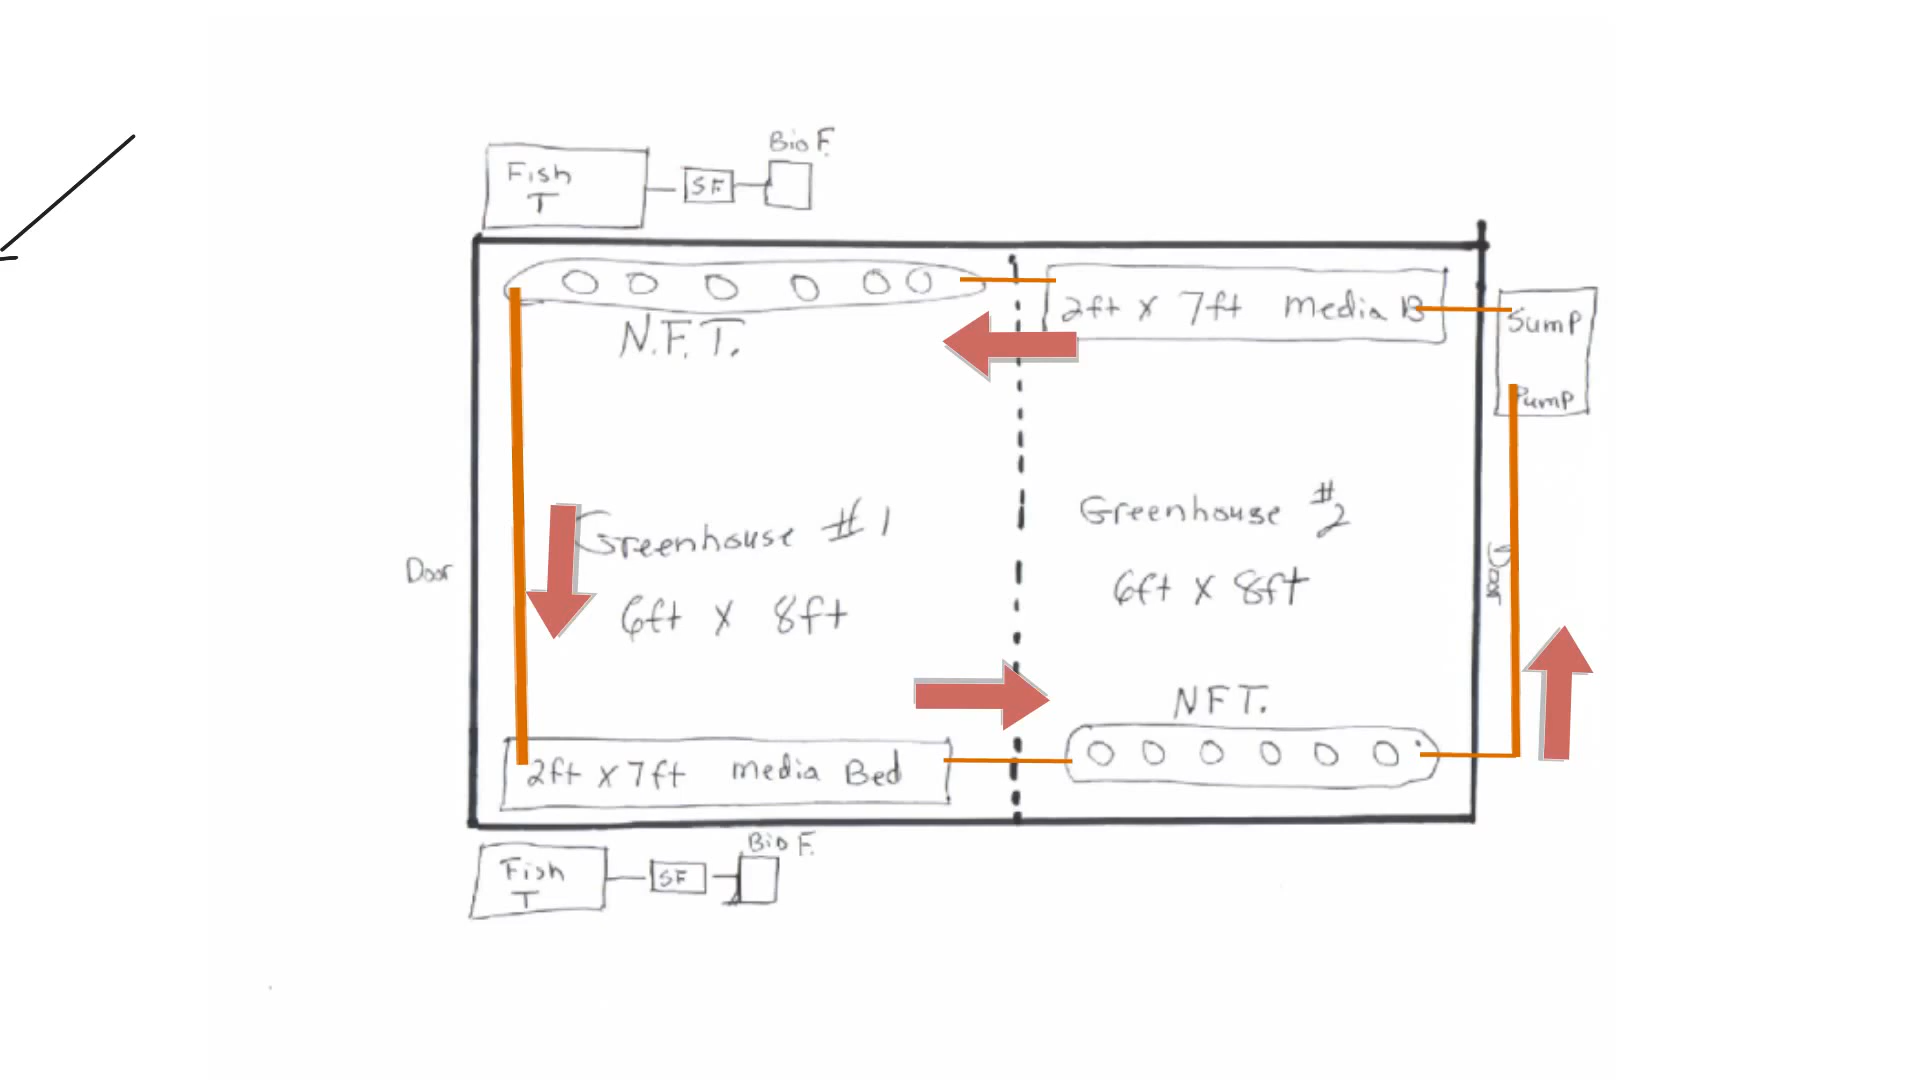 Bio F.
Fish
T
SF
N.F.T.
2ft x 7ft media B
Sump
Pump
Greenhouse #1
6ft x 8ft
Greenhouse #2
6ft x 8ft
Door
Door
NFT.
2ft x 7ft media Bed
Bio F.
Fish
T
SF